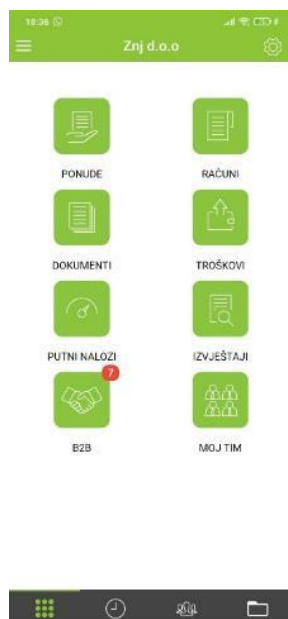 18:36
Znj d.o.o
PONUDE
RAČUNI
DOKUMENTI
TROŠKOVI
PUTNI NALOZI
IZVJEŠTAJI
7
B2B
MOJ TIM